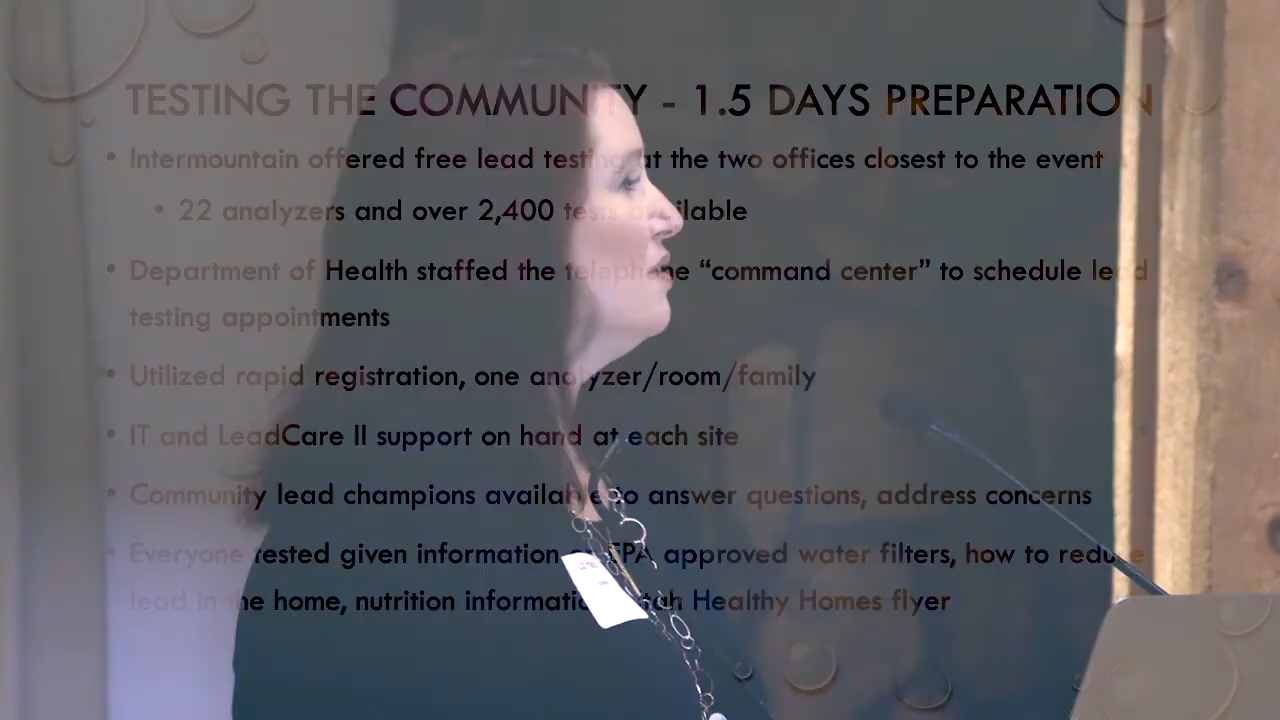 TESTING THE COMMUNITY - 1.5 DAYS PREPARATION
• Intermountain offered free lead testing at the two offices closest to the event
• 22 analyzers and over 2,400 tests available
• Department of Health staffed the telephone “command center” to schedule lead
testing appointments
• Utilized rapid registration, one analyzer/room/family
• IT and LeadCare II support on hand at each site
• Community lead champions available to answer questions, address concerns
• Everyone tested given information on EPA approved water filters, how to reduce
lead in the home, nutrition information, Utah Healthy Homes flyer